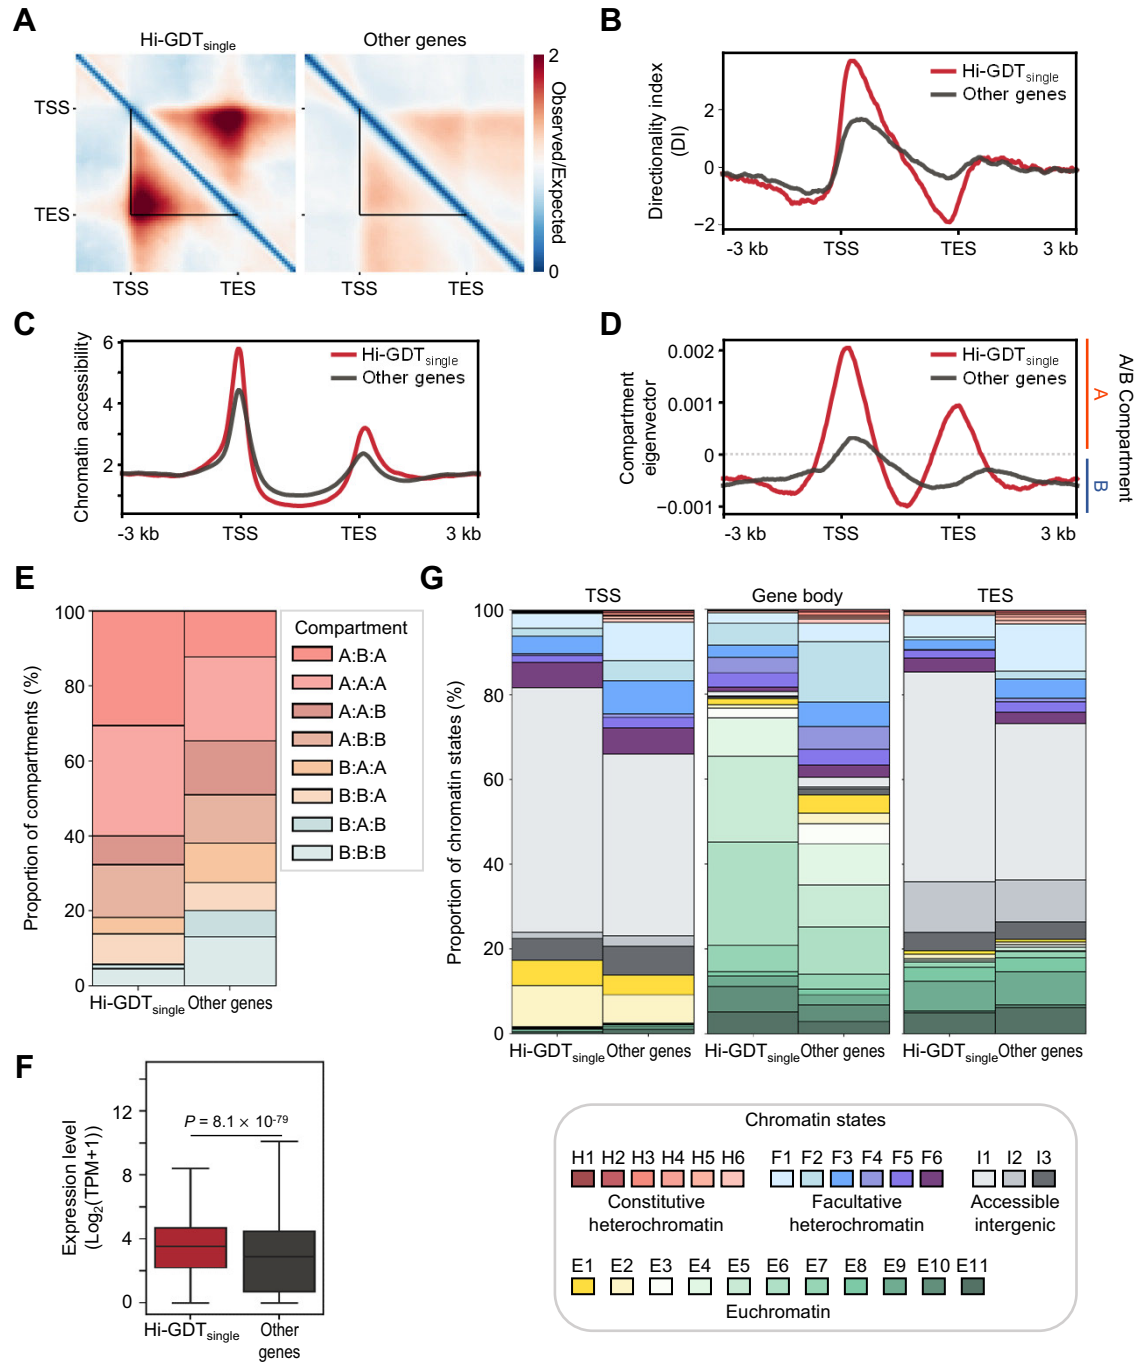 A
Hi-GDTsingle
Other genes
TSS
TES
TSS
TES
TSS
TES
2
0
Observed/Expected
B
Directionality index
(DI)
2
0
−2
Hi-GDTsingle
Other genes
-3 kb
TSS
TES
3 kb
C
Chromatin accessibility
6
4
2
Hi-GDTsingle
Other genes
-3 kb
TSS
TES
3 kb
D
Compartment
eigenvector
0.002
0.001
0
−0.001
Hi-GDTsingle
Other genes
-3 kb
TSS
TES
3 kb
A
B
A/B Compartment
E
Proportion of compartments (%)
100
80
60
40
20
0
Hi-GDTsingle
Other genes
Compartment
A:B:A
A:A:A
A:A:B
A:B:B
B:A:A
B:B:A
B:A:B
B:B:B
F
Expression level
(Log2(TPM+1))
12
8
4
0
P = 8.1 × 10-79
Hi-GDTsingle
Other
genes
G
Proportion of chromatin states (%)
TSS
Gene body
TES
100
80
60
40
20
0
Hi-GDTsingle
Other genes
Hi-GDTsingle
Other genes
Hi-GDTsingle
Other genes
Chromatin states
H1 H2 H3 H4 H5 H6
Constitutive
heterochromatin
F1 F2 F3 F4 F5 F6
Facultative
heterochromatin
I1 I2 I3
Accessible
intergenic
E1 E2 E3 E4 E5 E6 E7 E8 E9 E10 E11
Euchromatin